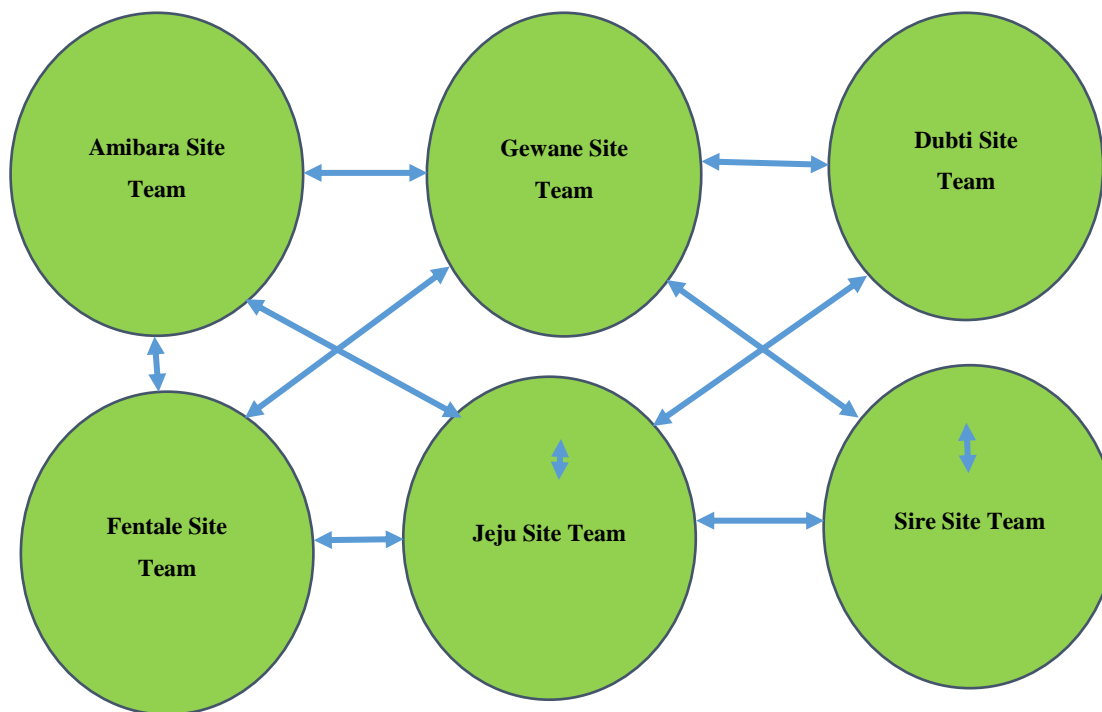 Amibara Site
Team
Gewane Site
Team
Dubti Site
Team
Fentale Site
Team
Jeju Site Team
Sire Site Team